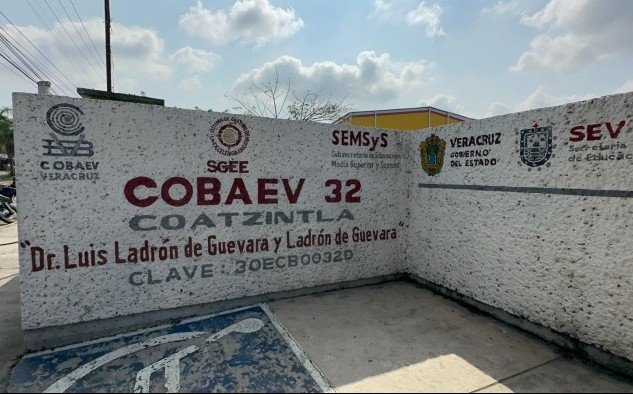 COBAEV
VERACRUZ
SGEE
COBAEV 32
COATZINTLA
"Dr. Luis Ladrón de Guevara y Ladrón de Guevara"
CLAVE: 30ECB0032D
SEMSyS
Subsecretaría de Educación
Media Superior y Superior
VERACRUZ
GOBIERNO
DEL ESTADO
SEV
Secretaría
de Educación